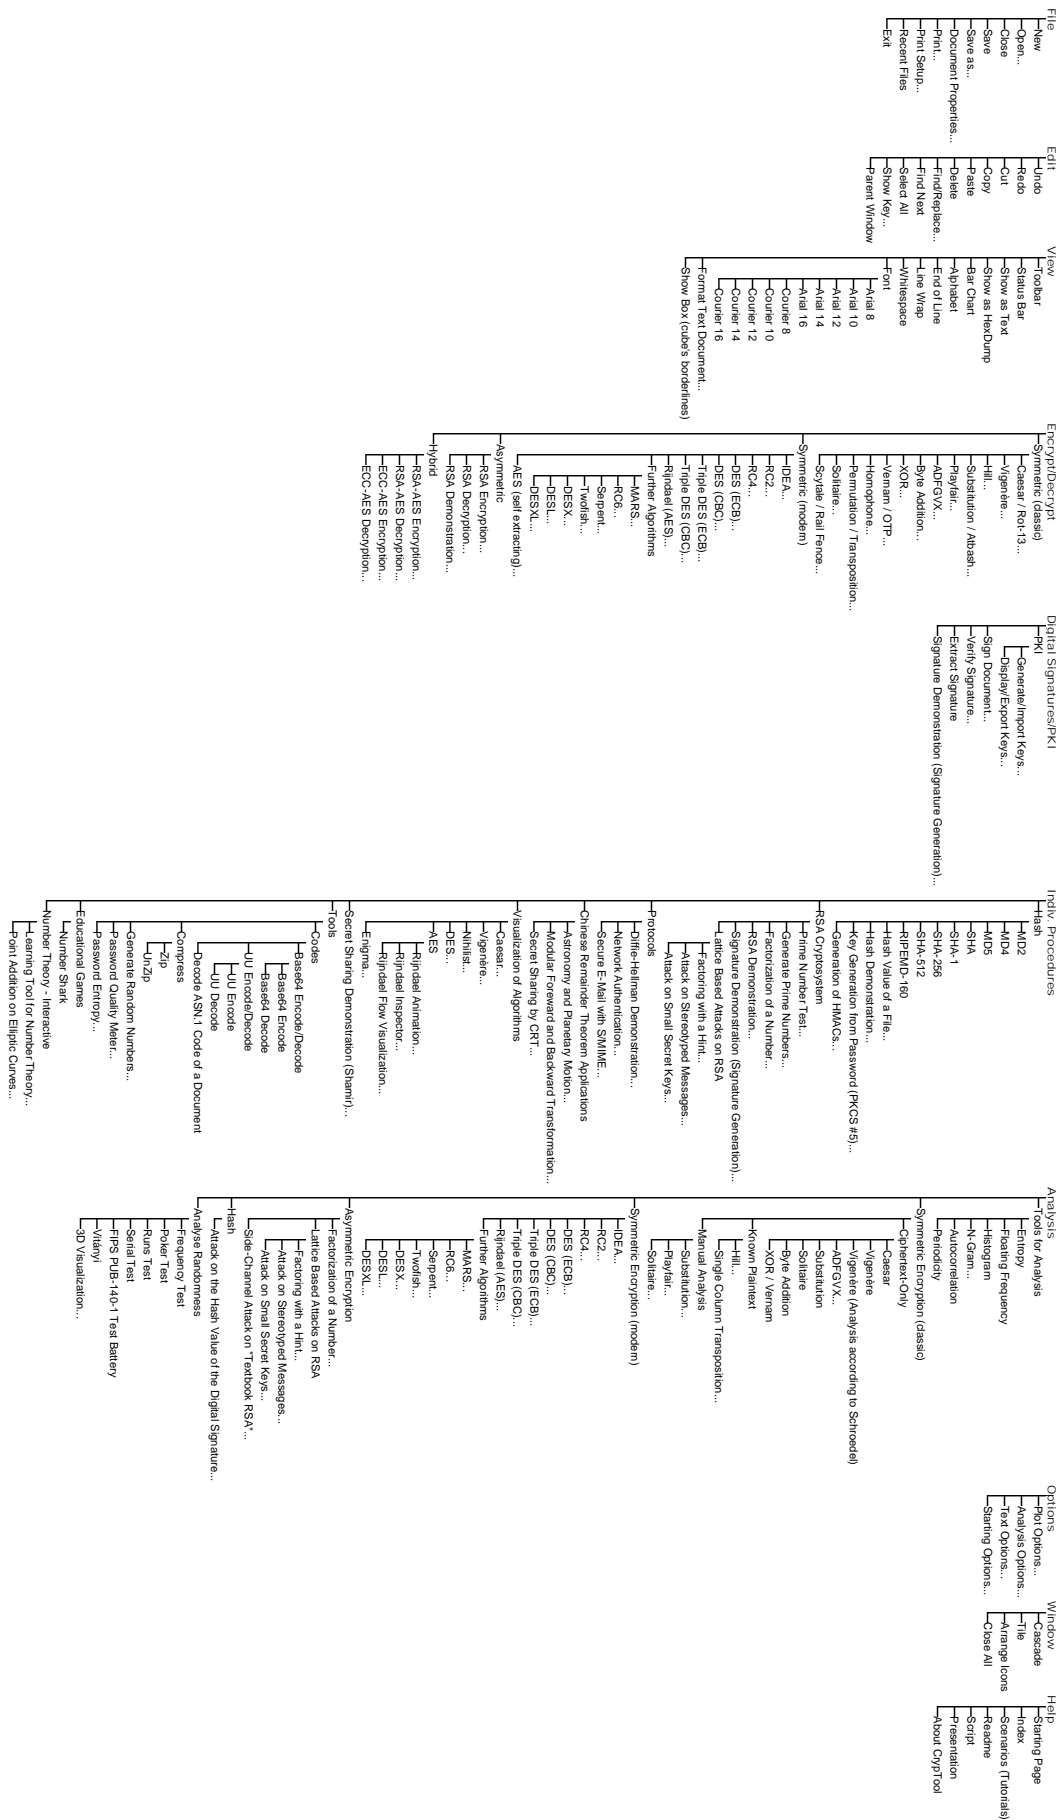 File
New
Open...
Close
Save
Save as...
Document Properties...
Print...
Print Setup...
Recent Files
Exit
Edit
Undo
Redo
Cut
Copy
Paste
Delete
Find/Replace...
Find Next
Select All
Show Key...
Parent Window
View
Toolbar
Status Bar
Show as Text
Show as HexDump
Bar Chart
Alphabet
End of Line
Line Wrap
Whitespace
Font
Arial 8
Arial 10
Arial 12
Arial 14
Arial 16
Courier 8
Courier 10
Courier 12
Courier 14
Courier 16
Format Text Document...
Show Box (cube's borderlines)
Encrypt/Decrypt
Symmetric (classic)
Caesar / Rot-13...
Vigenère...
Hill...
Substitution / Atbash...
Playfair...
ADFGVX...
Byte Addition...
XOR...
Vernam / OTP...
Homophone...
Permutation / Transposition...
Solitaire...
Scytale / Rail Fence...
Symmetric (modern)
IDEA...
RC2...
RC4...
DES (ECB)...
DES (CBC)...
Triple DES (ECB)...
Triple DES (CBC)...
Rijndael (AES)...
Further Algorithms
MARS...
RC6...
Serpent...
Twofish...
DESX...
DESL...
DESXL...
AES (self extracting)...
Asymmetric
RSA Encryption...
RSA Decryption...
RSA Demonstration...
Hybrid
RSA-AES Encryption...
RSA-AES Decryption...
ECC-AES Encryption...
ECC-AES Decryption...
Digital Signatures/PKI
PKI
Generate/Import Keys...
Display/Export Keys...
Sign Document...
Verify Signature...
Extract Signature
Signature Demonstration (Signature Generation)...
Indiv. Procedures
Hash
MD2
MD4
MD5
SHA
SHA-1
SHA-256
SHA-512
RIPEMD-160
Hash Value of a File...
Hash Demonstration...
Key Generation from Password (PKCS #5)...
Generation of HMACs...
RSA Cryptosystem
Prime Number Test...
Generate Prime Numbers...
Factorization of a Number...
RSA Demonstration...
Signature Demonstration (Signature Generation)...
Lattice Based Attacks on RSA
Factoring with a Hint...
Attack on Stereotyped Messages...
Attack on Small Secret Keys...
Protocols
Diffie-Hellman Demonstration...
Network Authentication...
Secure E-Mail with S/MIME...
Chinese Remainder Theorem Applications
Astronomy and Planetary Motion...
Modular Foreward and Backward Transformation...
Secret Sharing by CRT...
Visualization of Algorithms
Caesar...
Vigenère...
Nihilist...
DES...
AES
Rijndael Animation...
Rijndael Inspector...
Rijndael Flow Visualization...
Enigma...
Secret Sharing Demonstration (Shamir)...
Tools
Codes
Base64 Encode/Decode
Base64 Encode
Base64 Decode
UU Encode/Decode
UU Encode
UU Decode
Decode ASN.1 Code of a Document
Compress
Zip
UnZip
Generate Random Numbers...
Password Quality Meter...
Password Entropy...
Educational Games
Number Shark
Number Theory - Interactive
Learning Tool for Number Theory...
Point Addition on Elliptic Curves...
Analysis
Tools for Analysis
Entropy
Floating Frequency
Histogram
N-Gram...
Autocorrelation
Periodicity
Symmetric Encryption (classic)
Ciphertext-Only
Caesar
Vigenère
Vigenère (Analysis according to Schroedel)
ADFGVX...
Substitution
Solitaire
Byte Addition
XOR / Vernam
Known Plaintext
Hill...
Single Column Transposition...
Manual Analysis
Substitution...
Playfair...
Solitaire...
Symmetric Encryption (modern)
IDEA...
RC2...
RC4...
DES (ECB)...
DES (CBC)...
Triple DES (ECB)...
Triple DES (CBC)...
Rijndael (AES)...
Further Algorithms
MARS...
RC6...
Serpent...
Twofish...
DESX...
DESL...
DESXL...
Asymmetric Encryption
Factorization of a Number...
Lattice Based Attacks on RSA
Factoring with a Hint...
Attack on Stereotyped Messages...
Attack on Small Secret Keys...
Side-Channel Attack on "Textbook RSA"...
Hash
Attack on the Hash Value of the Digital Signature...
Analyse Randomness
Frequency Test
Poker Test
Runs Test
Serial Test
FIPS PUB-140-1 Test Battery
Vitányi
3D Visualization...
Options
Plot Options...
Analysis Options...
Text Options...
Starting Options...
Window
Cascade
Tile
Arrange Icons
Close All
Help
Starting Page
Index
Scenarios (Tutorials)
Readme
Script
Presentation
About CrypTool